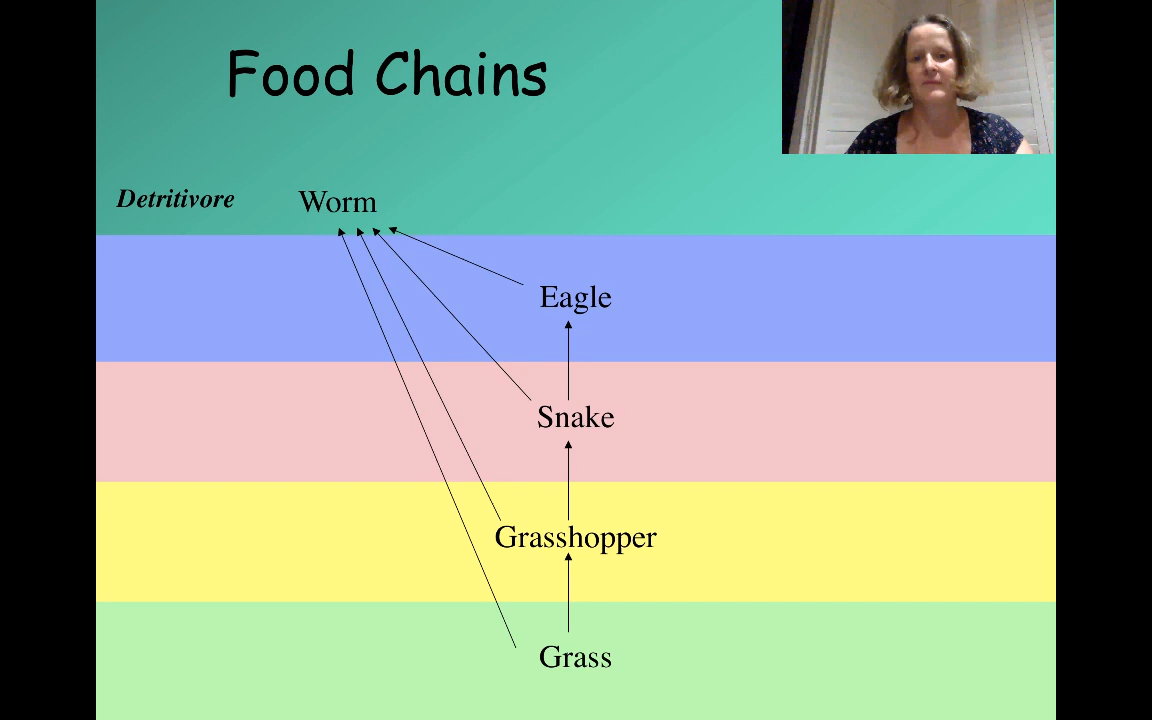 Food Chains
Detritivore Worm
Eagle
Snake
Grasshopper
Grass